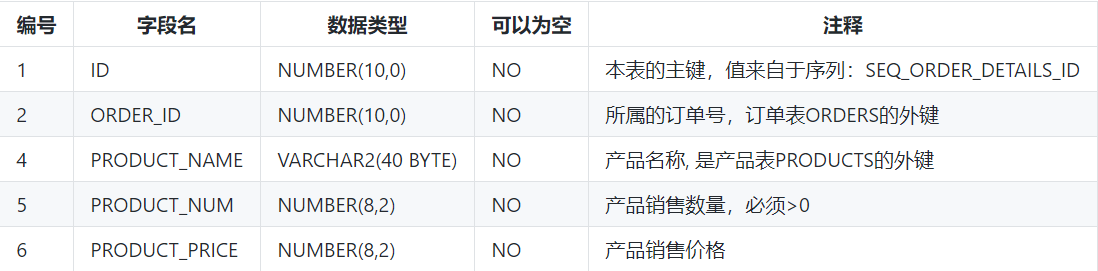 编号 字段名 数据类型 可以为空 注释
1 ID NUMBER(10,0) NO 本表的主键，值来自于序列：SEQ_ORDER_DETAILS_ID
2 ORDER_ID NUMBER(10,0) NO 所属的订单号，订单表ORDERS的外键
4 PRODUCT_NAME VARCHAR2(40 BYTE) NO 产品名称, 是产品表PRODUCTS的外键
5 PRODUCT_NUM NUMBER(8,2) NO 产品销售数量，必须>0
6 PRODUCT_PRICE NUMBER(8,2) NO 产品销售价格